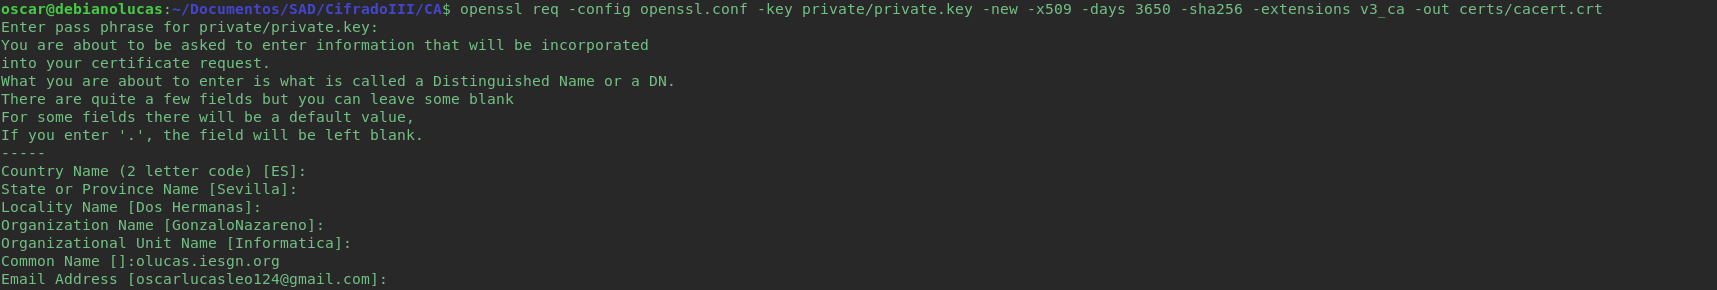 oscar@debianolucas:~/Documentos/SAD/CifradoIII/CA$ openssl req -config openssl.conf -key private/private.key -new -x509 -days 3650 -sha256 -extensions v3_ca -out certs/cacert.crt
Enter pass phrase for private/private.key:
You are about to be asked to enter information that will be incorporated
into your certificate request.
What you are about to enter is what is called a Distinguished Name or a DN.
There are quite a few fields but you can leave some blank
For some fields there will be a default value,
If you enter '.', the field will be left blank.
-----
Country Name (2 letter code) [ES]:
State or Province Name [Sevilla]:
Locality Name [Dos Hermanas]:
Organization Name [GonzaloNazareno]:
Organizational Unit Name [Informatica]:
Common Name []:olucas.iesgn.org
Email Address [oscarlucasleo124@gmail.com]: